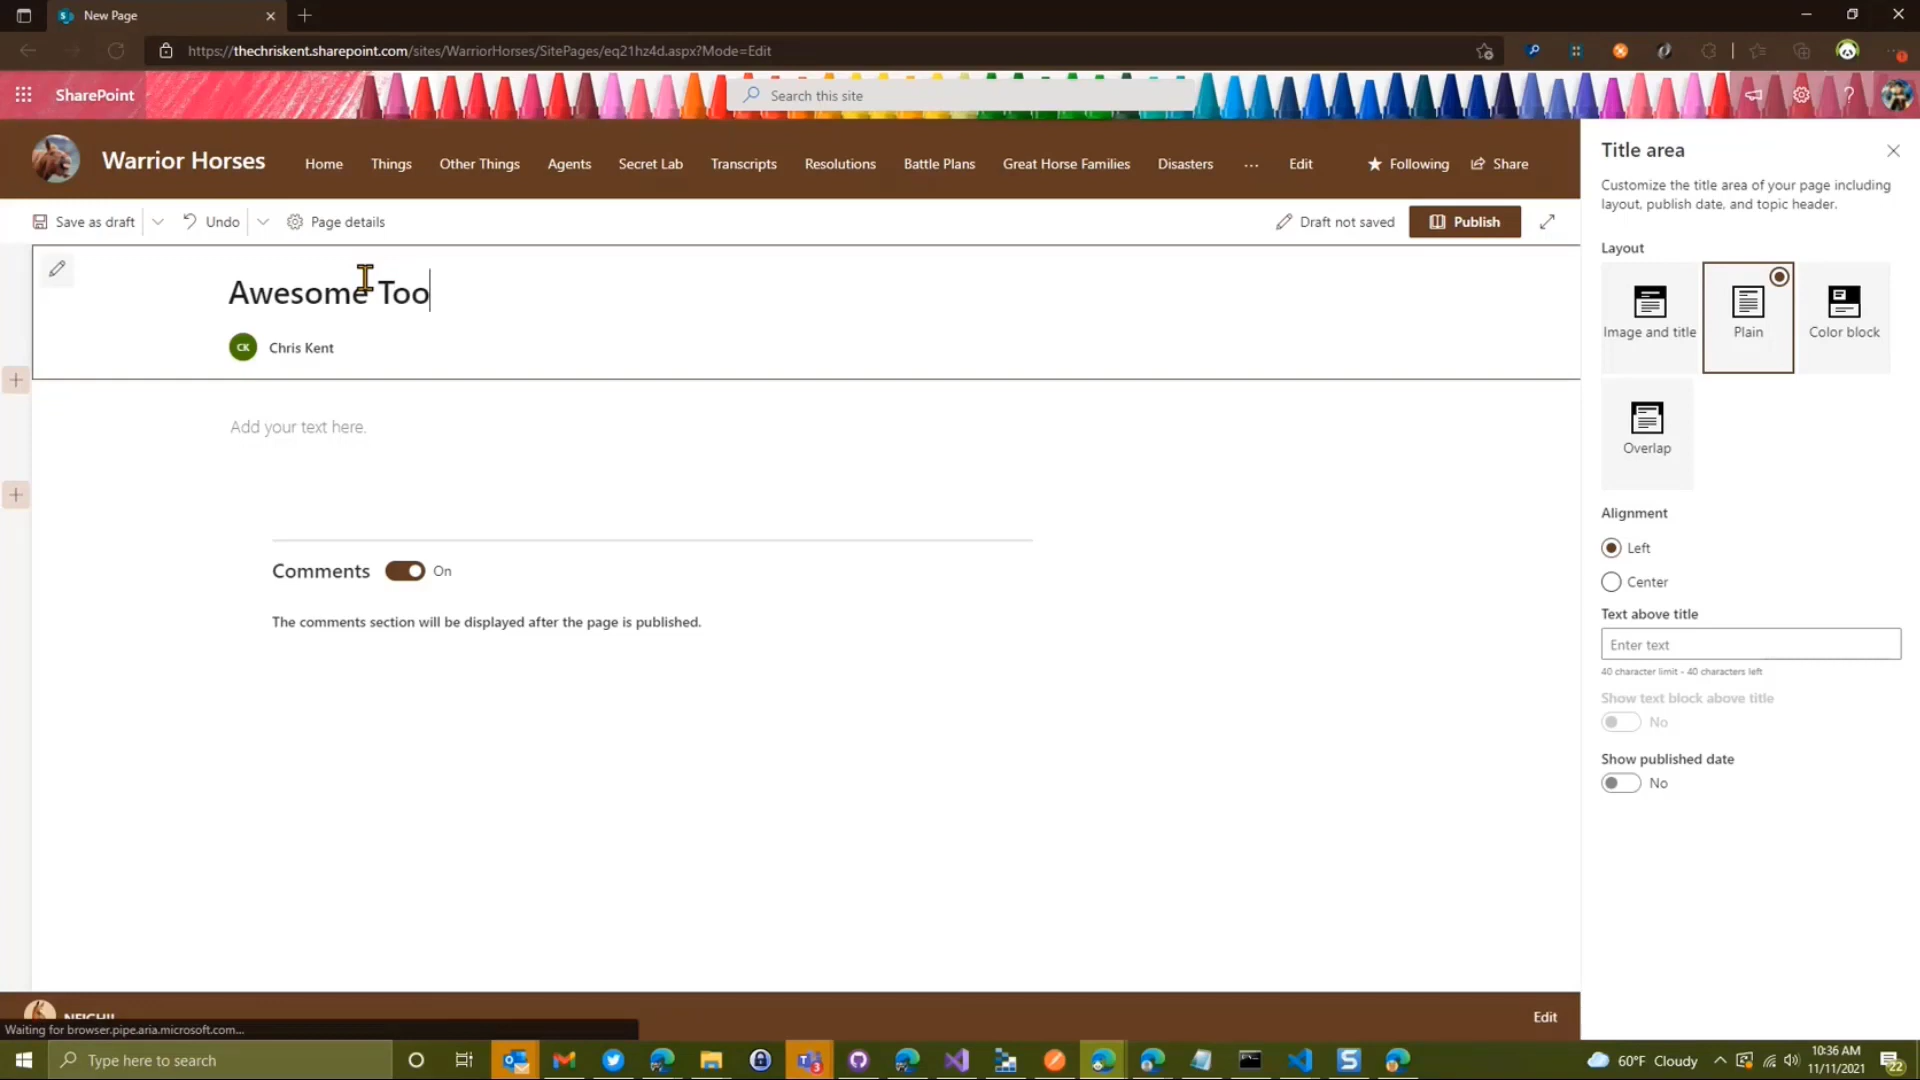 New Page
https://thechriskent.sharepoint.com/sites/WarriorHorses/SitePages/eq21hz4d.aspx?Mode=Edit
SharePoint
Search this site
Warrior Horses
Home Things Other Things Agents Secret Lab Transcripts Resolutions Battle Plans Great Horse Families Disasters ... Edit Following Share
Save as draft Undo Page details Draft not saved Publish
Awesome Too
CK Chris Kent
Add your text here.
Comments On
The comments section will be displayed after the page is published.
Title area
Customize the title area of your page including
layout, publish date, and topic header.
Layout
Image and title Plain Color block
Overlap
Alignment
Left
Center
Text above title
Enter text
40 character limit - 40 characters left
Show text block above title
No
Show published date
No
Edit
Waiting for browser.pipe.aria.microsoft.com...
Type here to search
3
60°F Cloudy
10:36 AM
11/11/2021
22